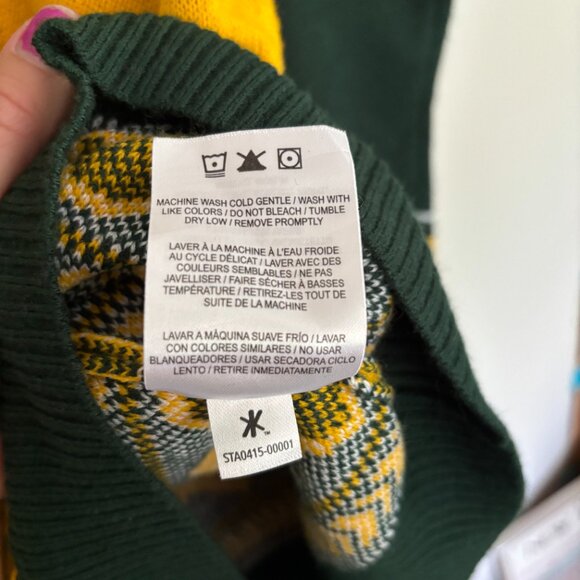 MACHINE WASH COLD GENTLE / WASH WITH
LIKE COLORS / DO NOT BLEACH / TUMBLE
DRY LOW / REMOVE PROMPTLY
LAVER À LA MACHINE À L'EAU FROIDE
AU CYCLE DÉLICAT / LAVER AVEC DES
COULEURS SEMBLABLES / NE PAS
JAVELLISER / FAIRE SÉCHER À BASSES
TEMPÉRATURE / RETIREZ-LES TOUT DE
SUITE DE LA MACHINE
LAVAR A MÁQUINA SUAVE FRÍO / LAVAR
CON COLORES SIMILARES / NO USAR
BLANQUEADORES / USAR SECADORA CICLO
LENTO / RETIRE INMEDIATAMENTE
TM
STA0415-00001